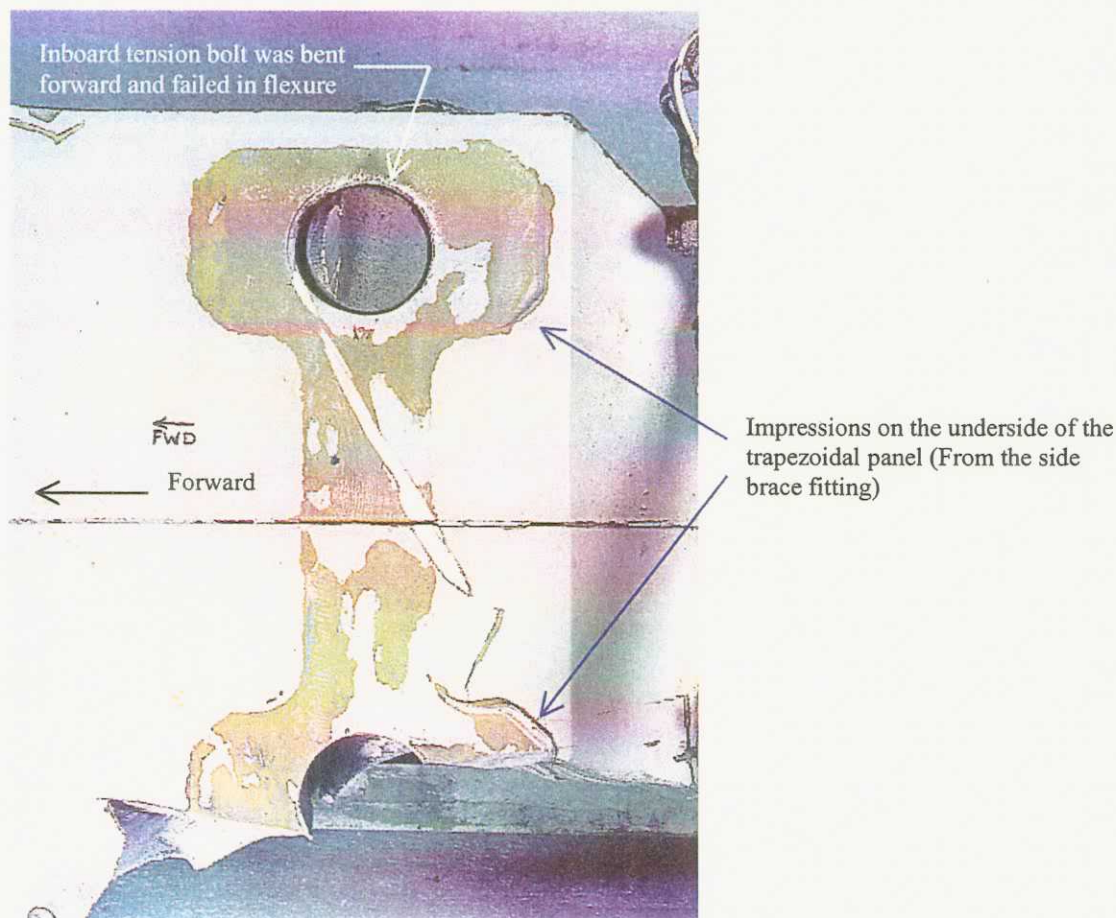 Inboard tension bolt was bent
forward and failed in flexure
FWD
Forward
Impressions on the underside of the
trapezoidal panel (From the side
brace fitting)